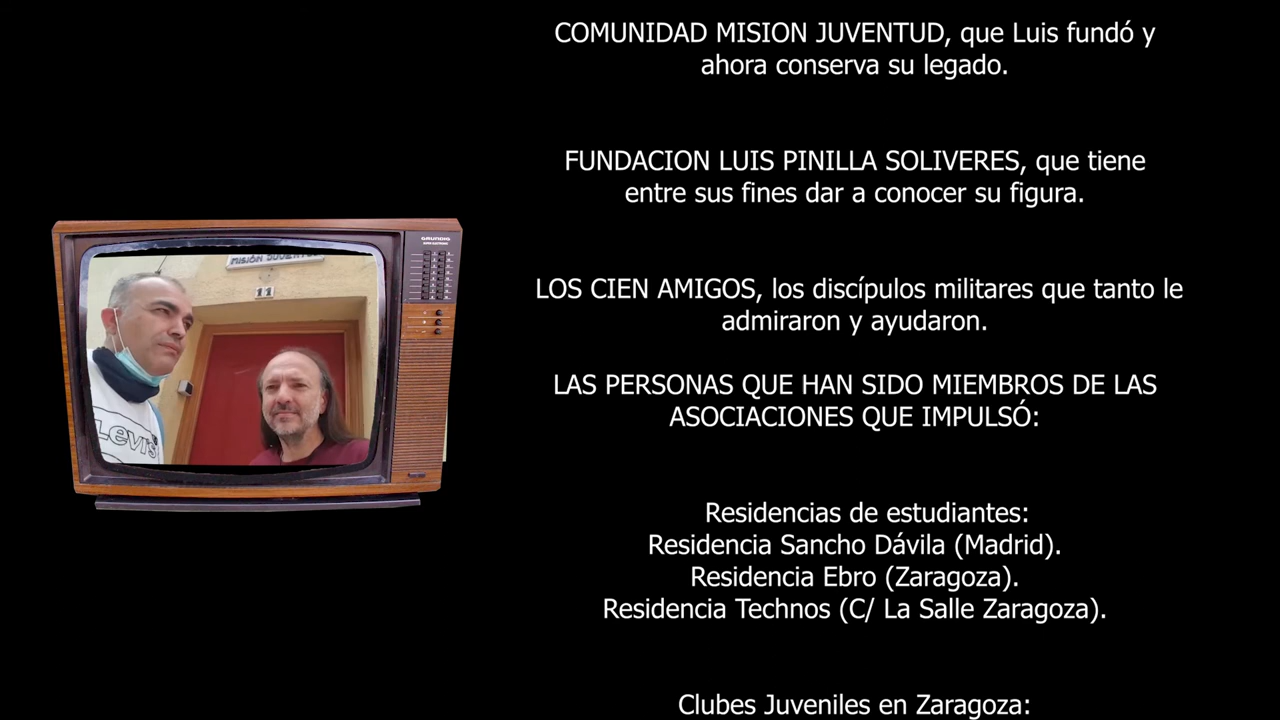 COMUNIDAD MISION JUVENTUD, que Luis fundó y
ahora conserva su legado.
FUNDACION LUIS PINILLA SOLIVERES, que tiene
entre sus fines dar a conocer su figura.
LOS CIEN AMIGOS, los discípulos militares que tanto le
admiraron y ayudaron.
LAS PERSONAS QUE HAN SIDO MIEMBROS DE LAS
ASOCIACIONES QUE IMPULSÓ:
Residencias de estudiantes:
Residencia Sancho Dávila (Madrid).
Residencia Ebro (Zaragoza).
Residencia Technos (C/ La Salle Zaragoza).
Clubes Juveniles en Zaragoza:
GRUNDIG
MISIÓN JUVENTUD
11
Levi's